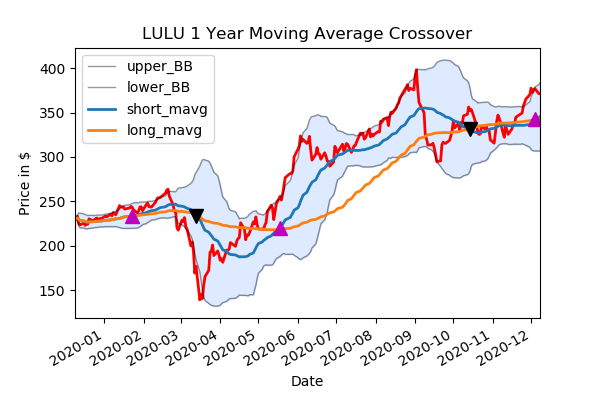 LULU 1 Year Moving Average Crossover
upper_BB
lower_BB
short_mavg
long_mavg
Price in $
400
350
300
250
200
150
2020-01
2020-02
2020-03
2020-04
2020-05
2020-06
2020-07
2020-08
2020-09
2020-10
2020-11
2020-12
Date